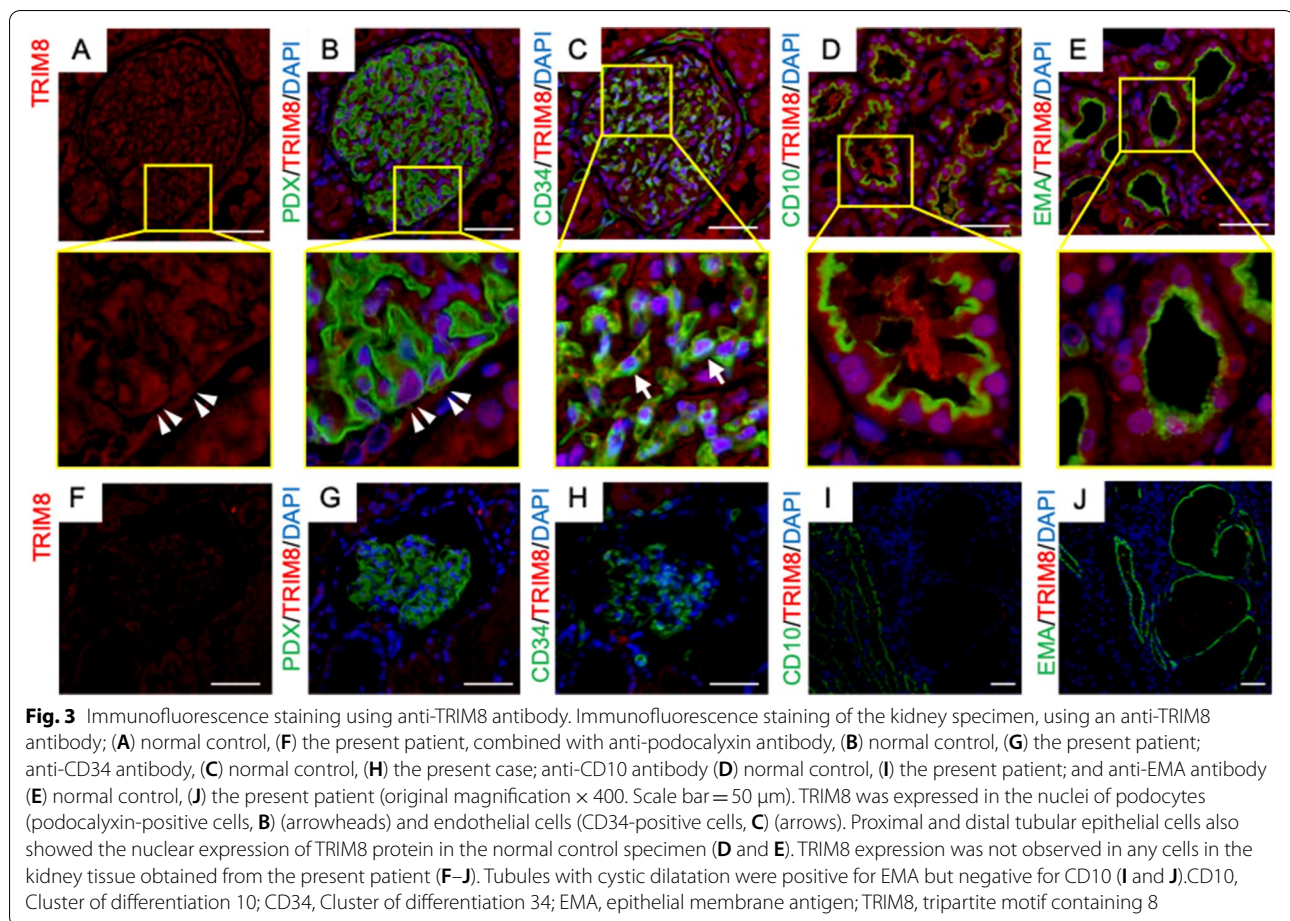 A
B
C
D
E
TRIM8
PDX/TRIM8/DAPI
CD34/TRIM8/DAPI
CD10/TRIM8/DAPI
EMA/TRIM8/DAPI
F
G
H
I
J
TRIM8
PDX/TRIM8/DAPI
CD34/TRIM8/DAPI
CD10/TRIM8/DAPI
EMA/TRIM8/DAPI
Fig. 3 Immunofluorescence staining using anti-TRIM8 antibody. Immunofluorescence staining of the kidney specimen, using an anti-TRIM8
antibody; (A) normal control, (F) the present patient, combined with anti-podocalyxin antibody, (B) normal control, (G) the present patient;
anti-CD34 antibody, (C) normal control, (H) the present case; anti-CD10 antibody (D) normal control, (I) the present patient; and anti-EMA antibody
(E) normal control, (J) the present patient (original magnification × 400. Scale bar = 50 μm). TRIM8 was expressed in the nuclei of podocytes
(podocalyxin-positive cells, B) (arrowheads) and endothelial cells (CD34-positive cells, C) (arrows). Proximal and distal tubular epithelial cells also
showed the nuclear expression of TRIM8 protein in the normal control specimen (D and E). TRIM8 expression was not observed in any cells in the
kidney tissue obtained from the present patient (F–J). Tubules with cystic dilatation were positive for EMA but negative for CD10 (I and J).CD10,
Cluster of differentiation 10; CD34, Cluster of differentiation 34; EMA, epithelial membrane antigen; TRIM8, tripartite motif containing 8